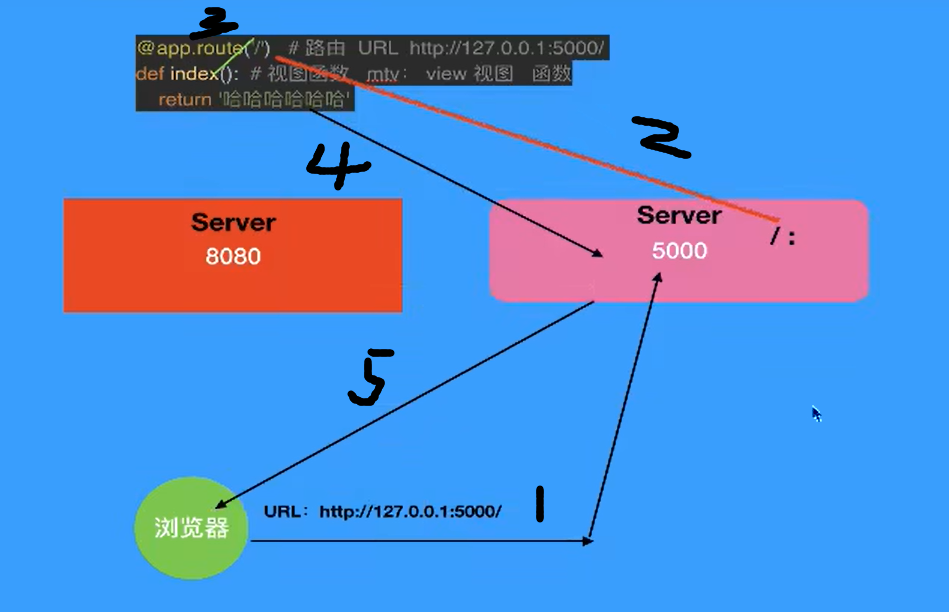 3
@app.route('/')   # 路由  URL  http://127.0.0.1:5000/
def index():  # 视图函数   mtv:   view 视图   函数
    return '哈哈哈哈哈哈'
2
4
Server
8080
Server
5000
/ :
5
URL: http://127.0.0.1:5000/
1
浏览器